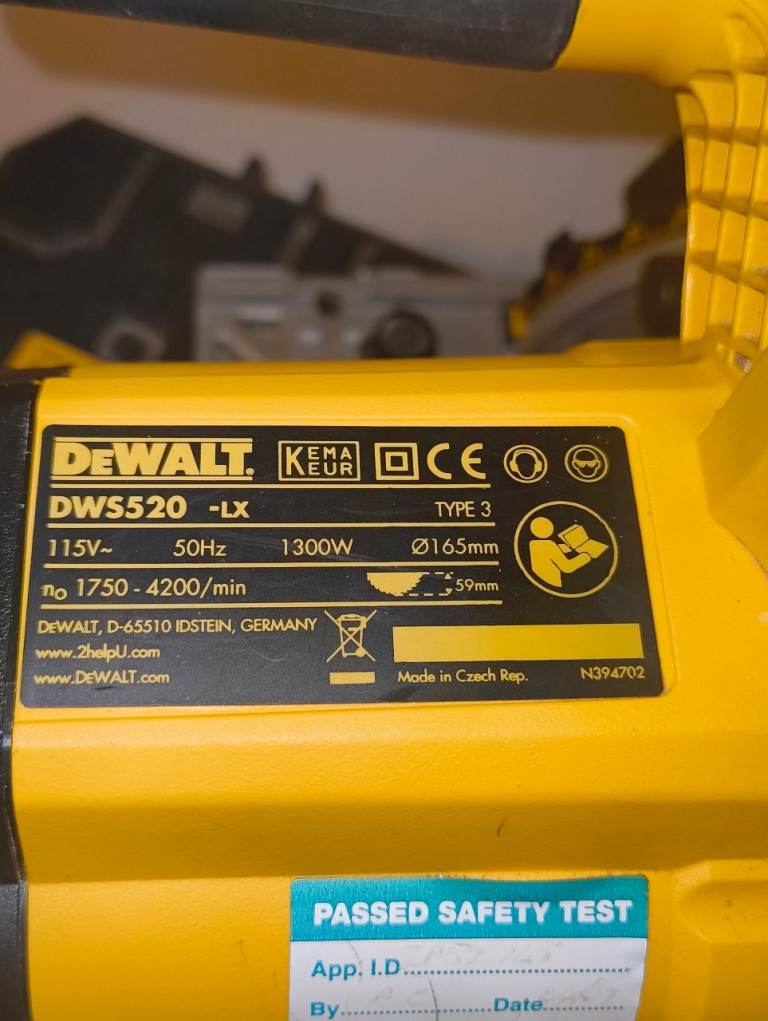 DEWALT®
KEMA
KEUR
CE
DWS520 -LX TYPE 3
115V~ 50Hz 1300W Ø165mm
n₀ 1750 - 4200/min 59mm
DEWALT, D-65510 IDSTEIN, GERMANY
www.2helpU.com
www.DEWALT.com
Made in Czech Rep. N394702
PASSED SAFETY TEST
App. I.D.
By Date